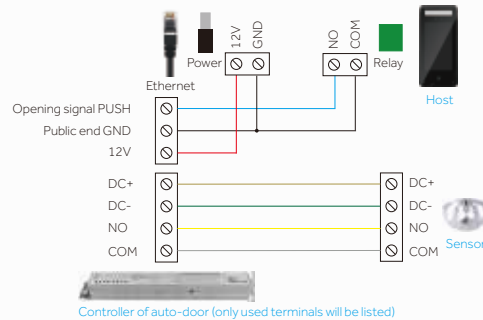 12V
GND
NO
COM
Power
Relay
Ethernet
Host
Opening signal PUSH
Public end GND
12V
DC+
DC+
DC-
DC-
NO
NO
COM
COM
Sensor
Controller of auto-door (only used terminals will be listed)